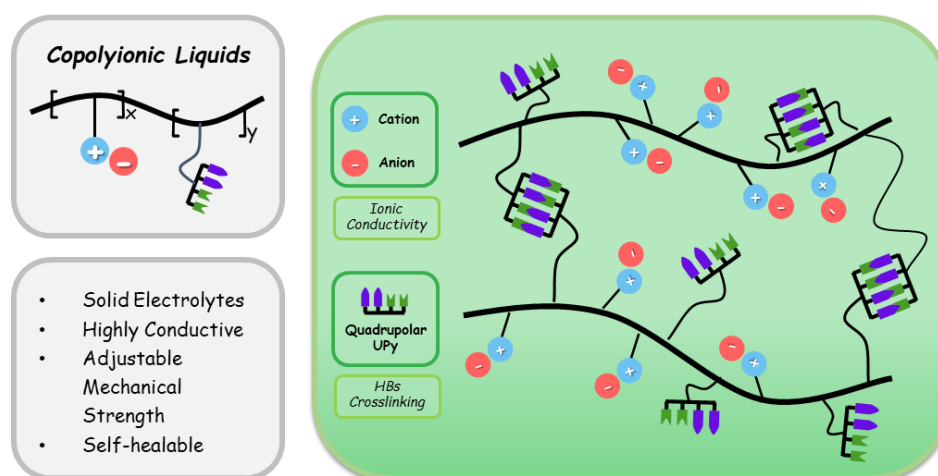 Copolyionic Liquids
x
y
+
-
• Solid Electrolytes
• Highly Conductive
• Adjustable
Mechanical
Strength
• Self-healable
+ Cation
- Anion
Ionic
Conductivity
Quadrupolar
UPy
HBs
Crosslinking